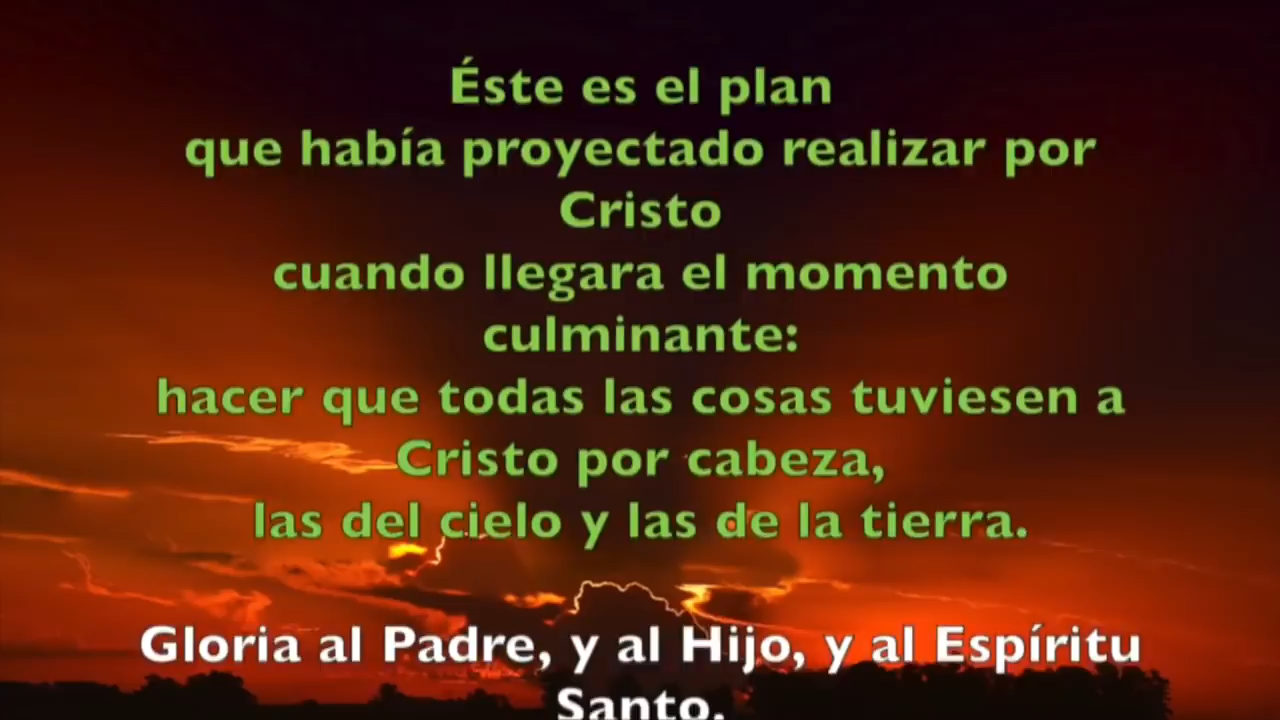 Éste es el plan
que había proyectado realizar por
Cristo
cuando llegara el momento
culminante:
hacer que todas las cosas tuviesen a
Cristo por cabeza,
las del cielo y las de la tierra.
Gloria al Padre, y al Hijo, y al Espíritu
Santo.